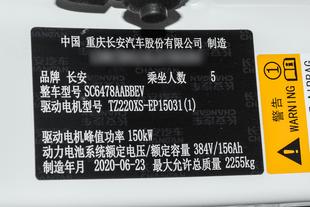 中国 重庆长安汽车股份有限公司 制造
品牌 长安 乘坐人数 5
整车型号 SC6478AABBEV
驱动电机型号 TZ220XS-EP15031(1)
驱动电机峰值功率 150kW
动力电池系统额定电压/额定容量 384V/156Ah
制造年月 2020-06-23 最大允许总质量 2255kg